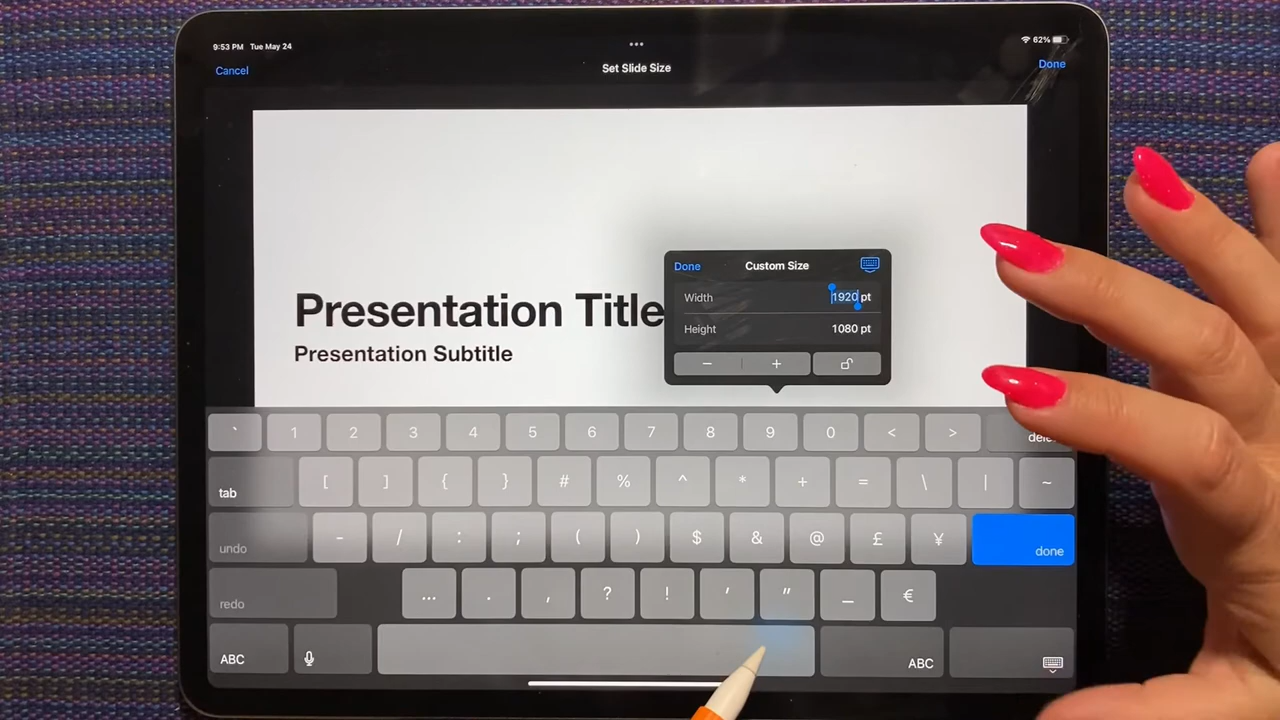 9:53 PM Tue May 24
62%
Cancel
Set Slide Size
Done
Presentation Title
Presentation Subtitle
Done
Custom Size
Width
1920 pt
Height
1080 pt
− +
` 1 2 3 4 5 6 7 8 9 0 < >
tab [ ] { } # % ^ * + = \ | ~
undo - / : ; ( ) $ & @ £ ¥ done
redo … . , ? ! ' " _ €
ABC ABC